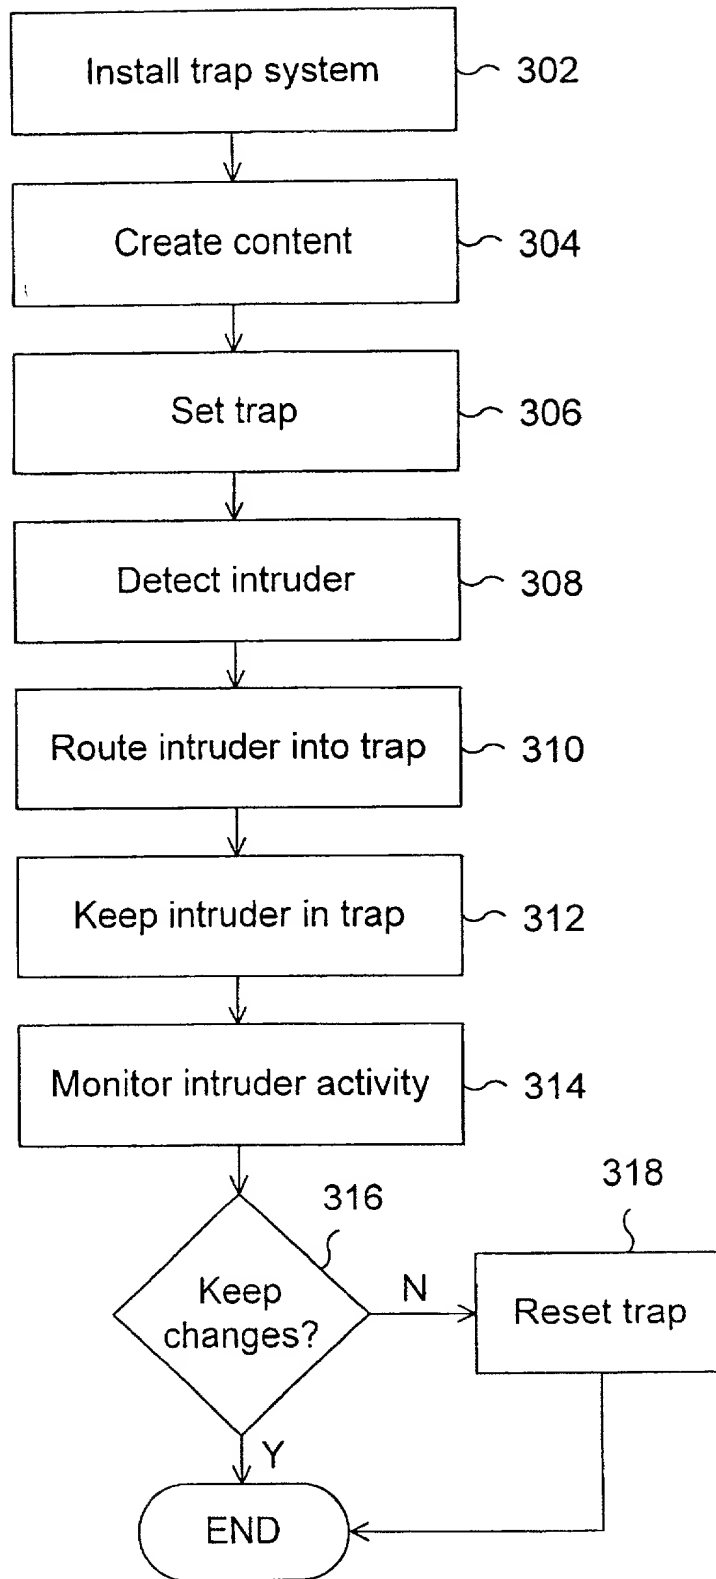 Install trap system
302
Create content
304
Set trap
306
Detect intruder
308
Route intruder into trap
310
Keep intruder in trap
312
Monitor intruder activity
314
316
318
Keep
changes?
N
Reset trap
Y
END